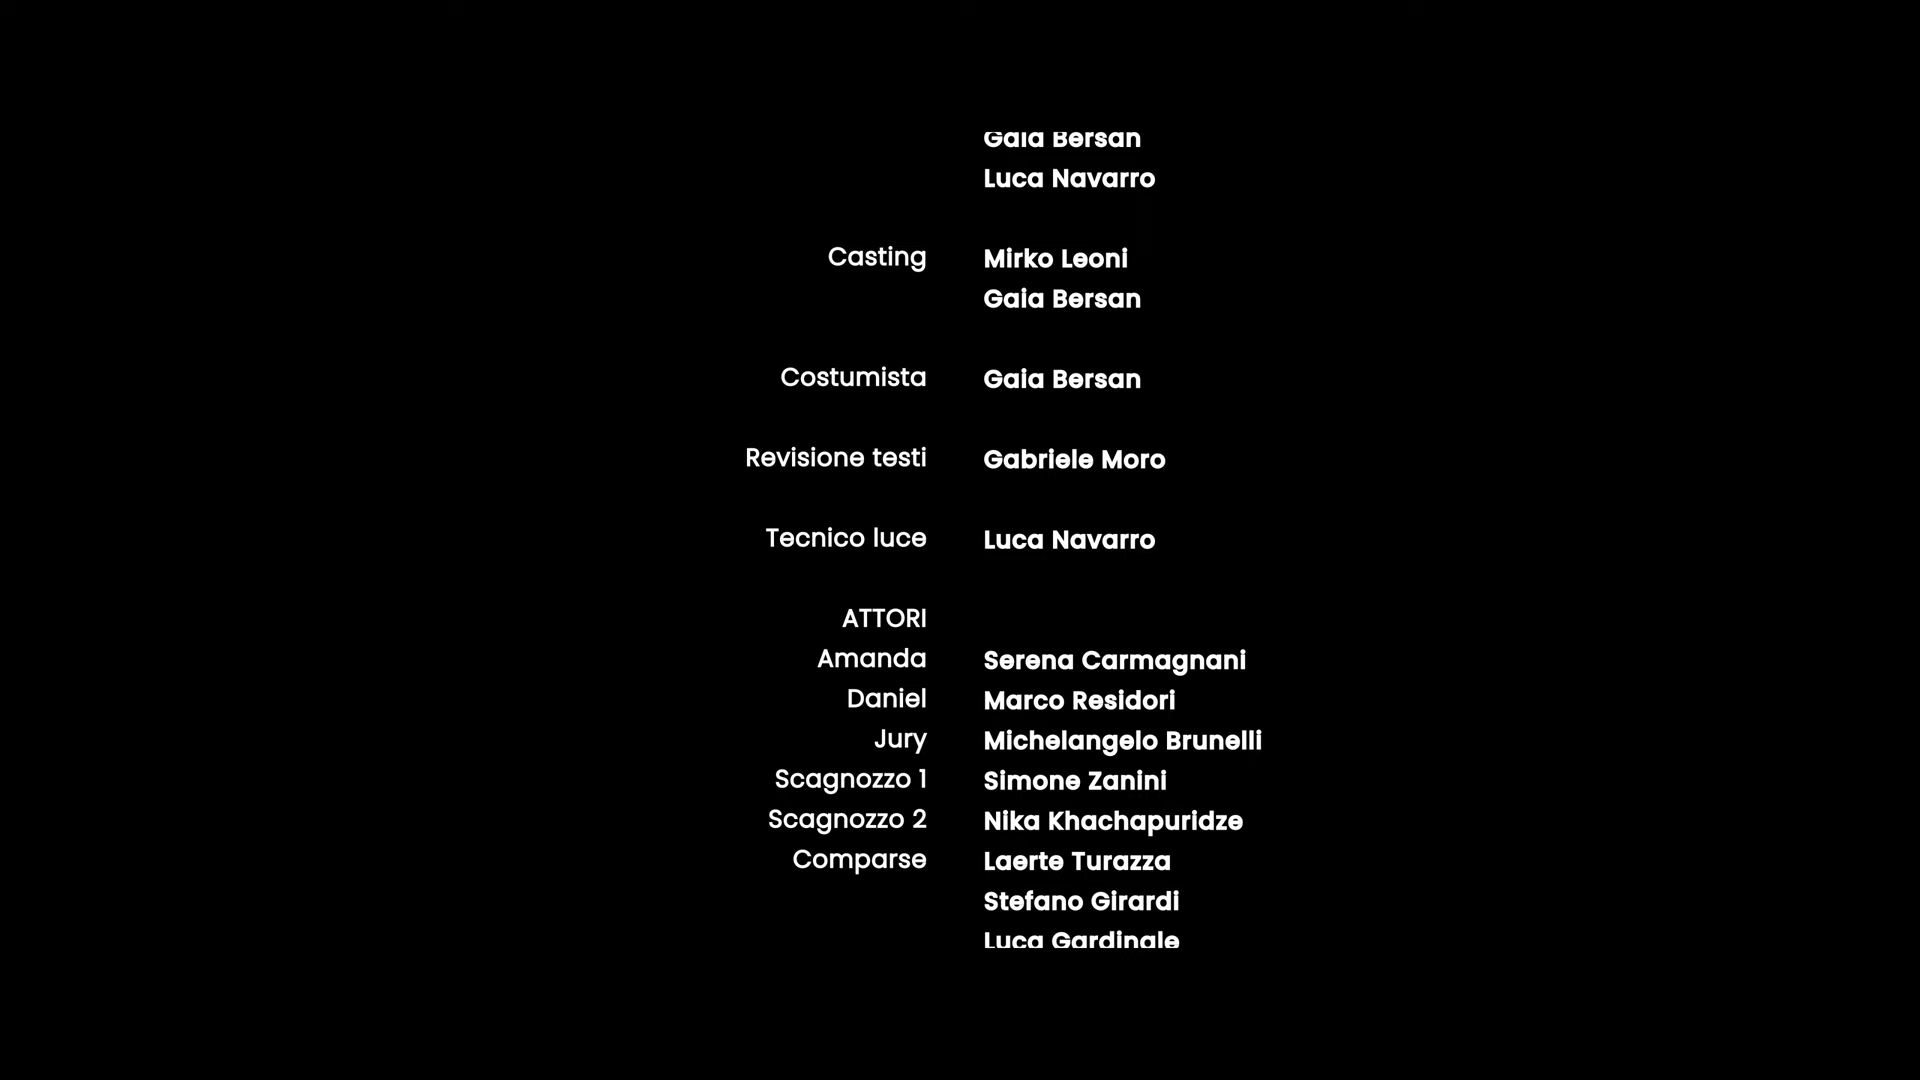 Gaia Bersan
Luca Navarro
Casting Mirko Leoni
Gaia Bersan
Costumista Gaia Bersan
Revisione testi Gabriele Moro
Tecnico luce Luca Navarro
ATTORI
Amanda Serena Carmagnani
Daniel Marco Residori
Jury Michelangelo Brunelli
Scagnozzo 1 Simone Zanini
Scagnozzo 2 Nika Khachapuridze
Comparse Laerte Turazza
Stefano Girardi
Luca Gardinale